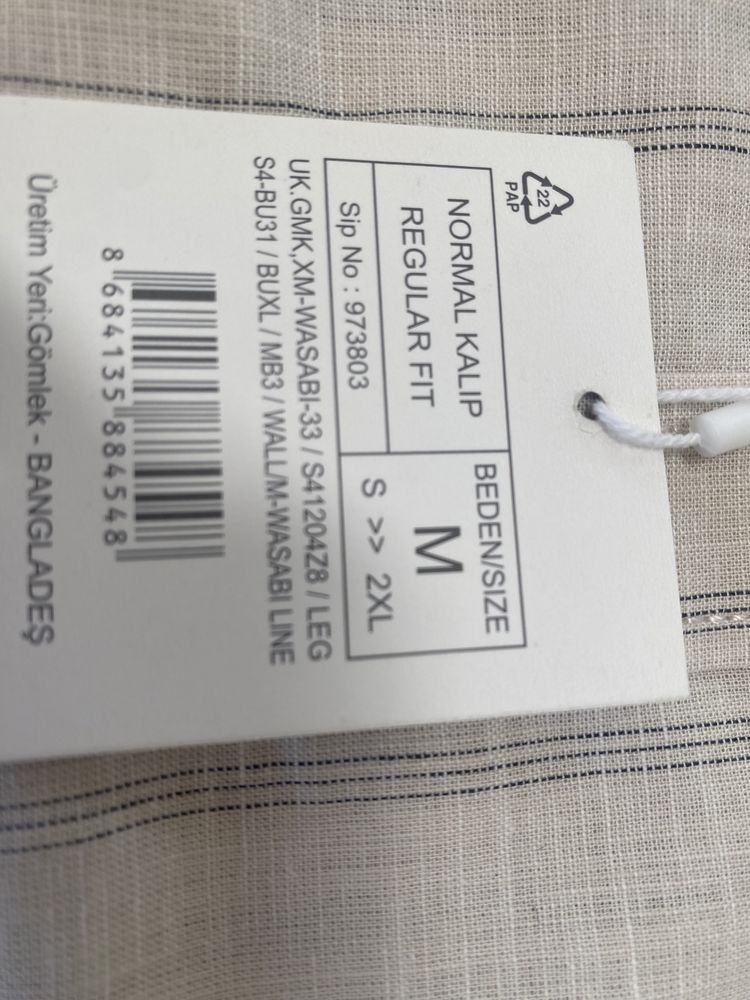 22
PAP
NORMAL KALIP
REGULAR FIT
BEDEN/SIZE
M
Sip No : 973803
S >> 2XL
UK.GMK,XM-WASABI-33 / S41204Z8 / LEG
S4-BU31 / BUXL / MB3 / WALL/M-WASABI LINE
8 684135 884548
Üretim Yeri:Gömlek - BANGLADEŞ